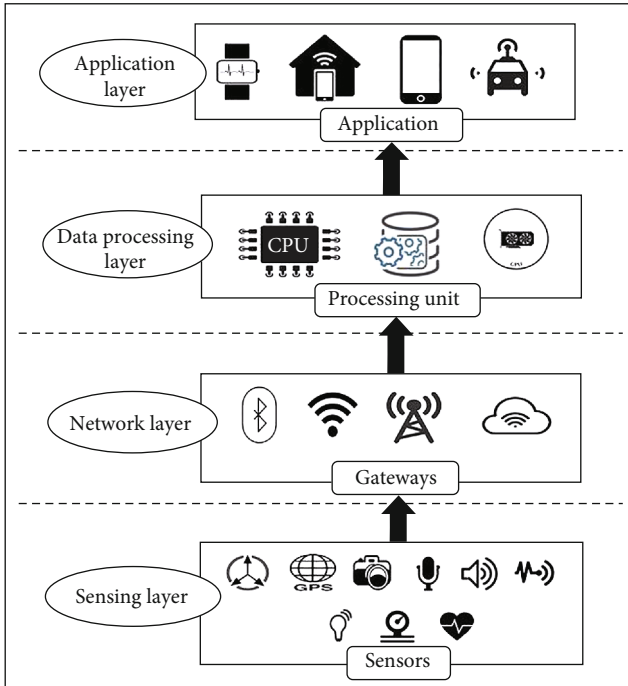 Application
layer
Application
Data processing
layer
CPU
Processing unit
Network layer
Gateways
GPS
Sensing layer
Sensors